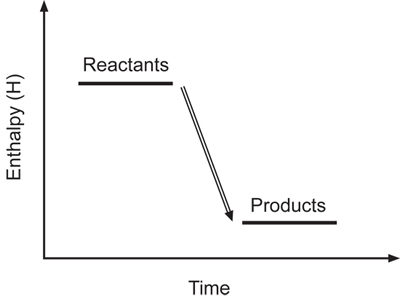 Reactants
Enthalpy (H)
Products
Time